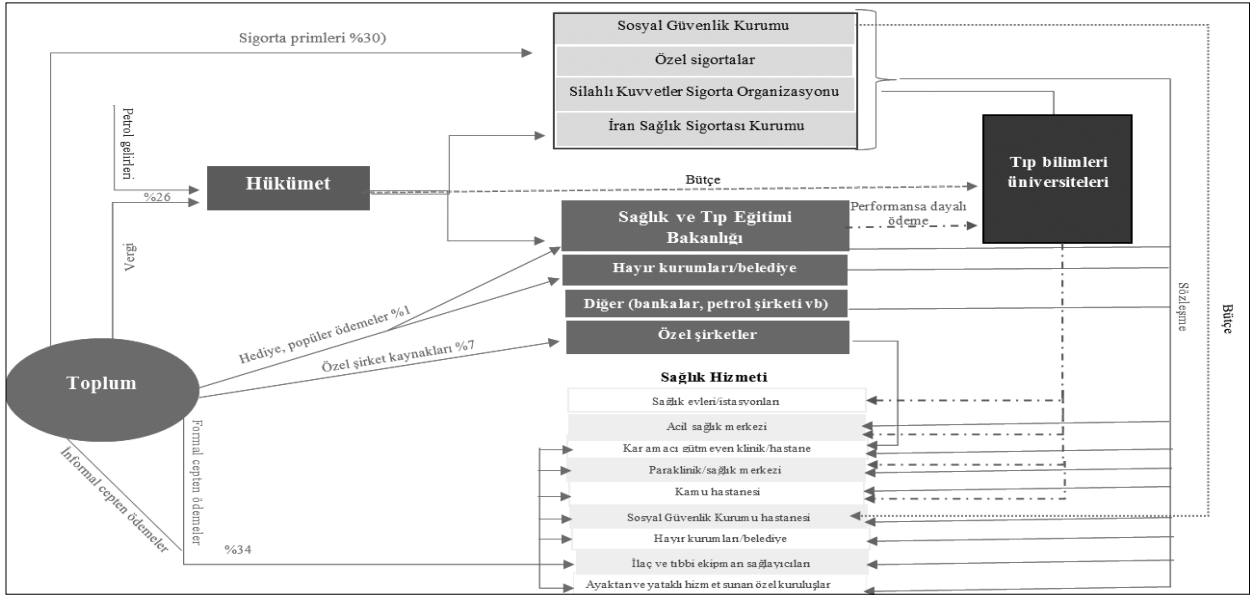 Sigorta primleri %30)
Sosyal Güvenlik Kurumu
Özel sigortalar
Silahlı Kuvvetler Sigorta Organizasyonu
İran Sağlık Sigortası Kurumu
Petrol gelirleri
%26
Vergi
Hükümet
Bütçe
Tıp bilimleri
üniversiteleri
Sağlık ve Tıp Eğitimi
Bakanlığı
Performansa dayalı
ödeme
Hayır kurumları/belediye
Diğer (bankalar, petrol şirketi vb)
Özel şirketler
Sözleşme
Bütçe
Toplum
Hediye, popüler ödemeler %1
Özel şirket kaynakları %7
İnformal cepten ödemeler
Formal cepten ödemeler
%34
Sağlık Hizmeti
Sağlık evleri/istasyonları
Acil sağlık merkezi
Kar amacı gütmeyen klinik/hastane
Paraklinik/sağlık merkezi
Kamu hastanesi
Sosyal Güvenlik Kurumu hastanesi
Hayır kurumları/belediye
İlaç ve tıbbi ekipman sağlayıcıları
Ayaktan ve yataklı hizmet sunan özel kuruluşlar